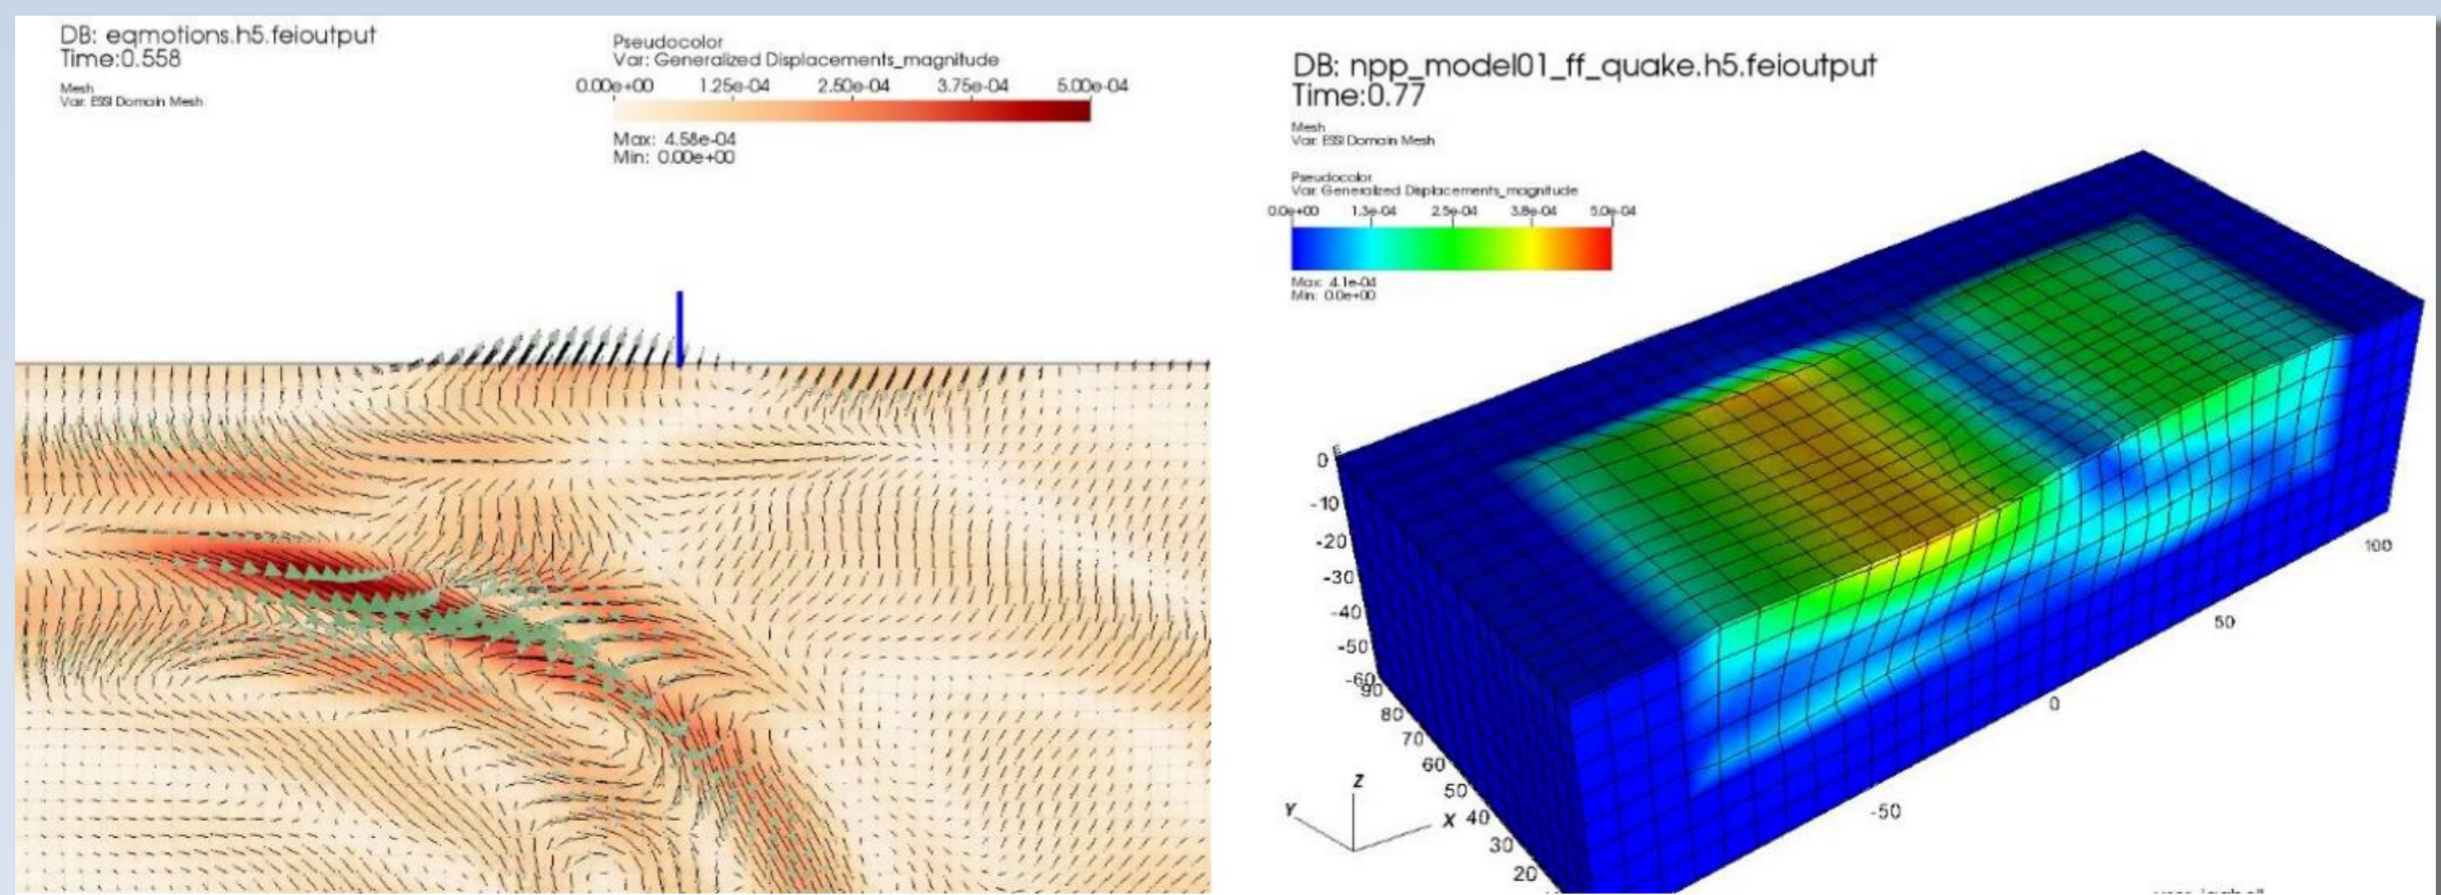 DB: eqmotions.h5.feioutput
Time:0.558
Mesh
Var: ESSI Domain Mesh
Pseudocolor
Var: Generalized Displacements_magnitude
0.00e+00 1.25e-04 2.50e-04 3.75e-04 5.00e-04
Max: 4.58e-04
Min: 0.00e+00
DB: npp_model01_ff_quake.h5.feioutput
Time:0.77
Mesh
Var: ESSI Domain Mesh
Pseudocolor
Var: Generalized Displacements_magnitude
0.0e+00 1.3e-04 2.5e-04 3.8e-04 5.0e-04
Max: 4.1e-04
Min: 0.0e+00
0
-10
-20
-30
-40
-50
-60
90
80
70
60
50
40
30
20
100
50
0
-50
Z
Y
X